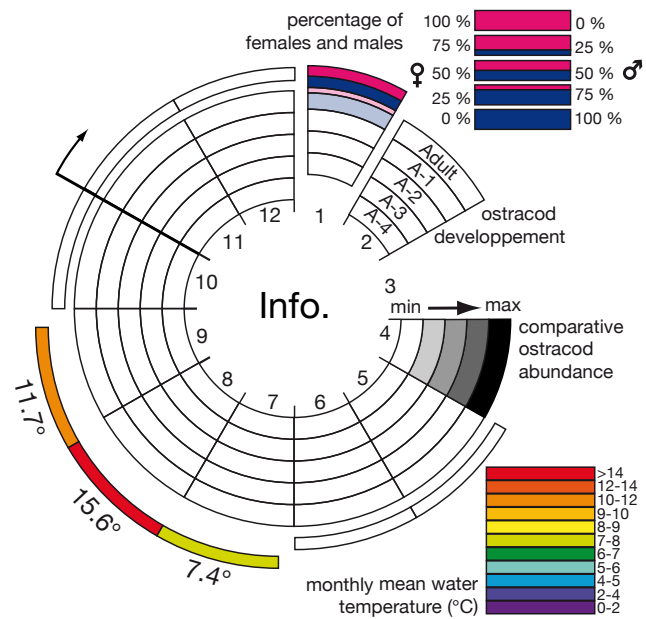 percentage of
females and males
100 %
0 %
75 %
25 %
♀
50 %
50 %
♂
25 %
75 %
0 %
100 %
Adult
A-1
A-2
A-3
A-4
ostracod
developpement
12
1
2
11
3
10
Info.
min
max
4
comparative
ostracod
abundance
9
8
7
6
5
11.7°
15.6°
7.4°
>14
12-14
10-12
9-10
8-9
7-8
6-7
5-6
4-5
2-4
0-2
monthly mean water
temperature (°C)